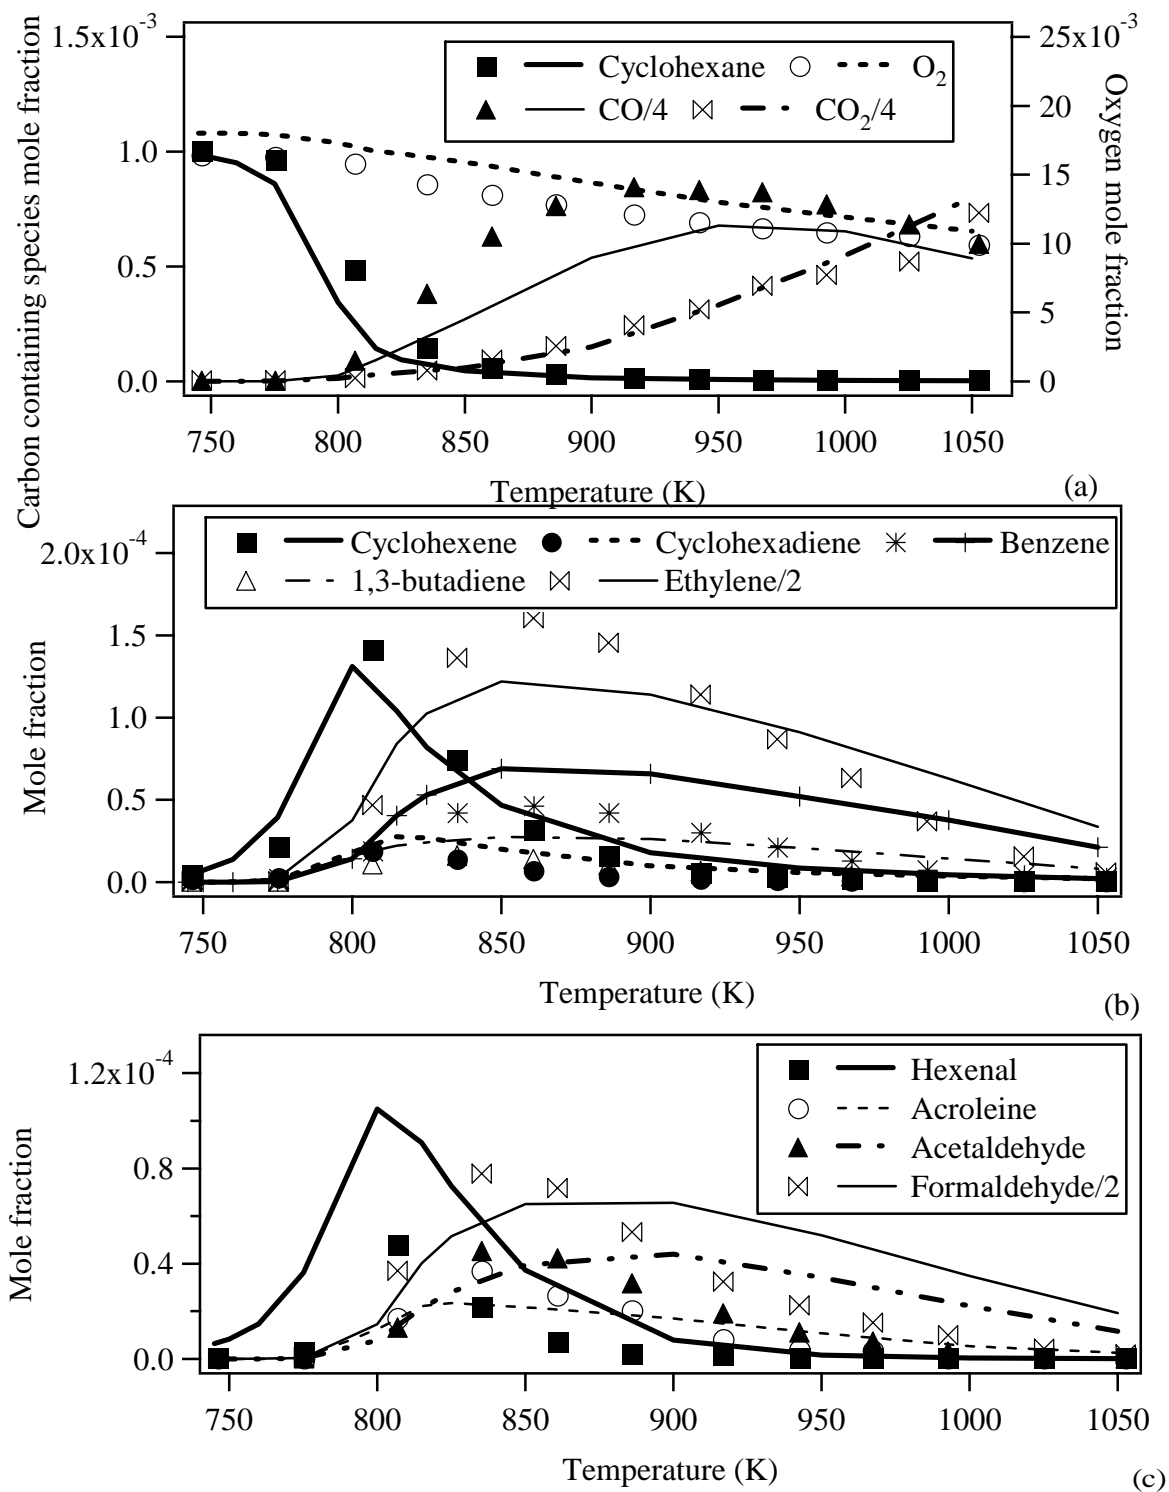 Carbon containing species mole fraction
1.5x10⁻³
1.0
0.5
0.0
25x10⁻³
20
15
10
5
0
Oxygen mole fraction
Cyclohexane O₂
CO/4 CO₂/4
750 800 850 900 950 1000 1050
Temperature (K)
(a)
Mole fraction
2.0x10⁻⁴
1.5
1.0
0.5
0.0
Cyclohexene Cyclohexadiene Benzene
1,3-butadiene Ethylene/2
750 800 850 900 950 1000 1050
Temperature (K)
(b)
Mole fraction
1.2x10⁻⁴
0.8
0.4
0.0
Hexenal
Acroleine
Acetaldehyde
Formaldehyde/2
750 800 850 900 950 1000 1050
Temperature (K)
(c)